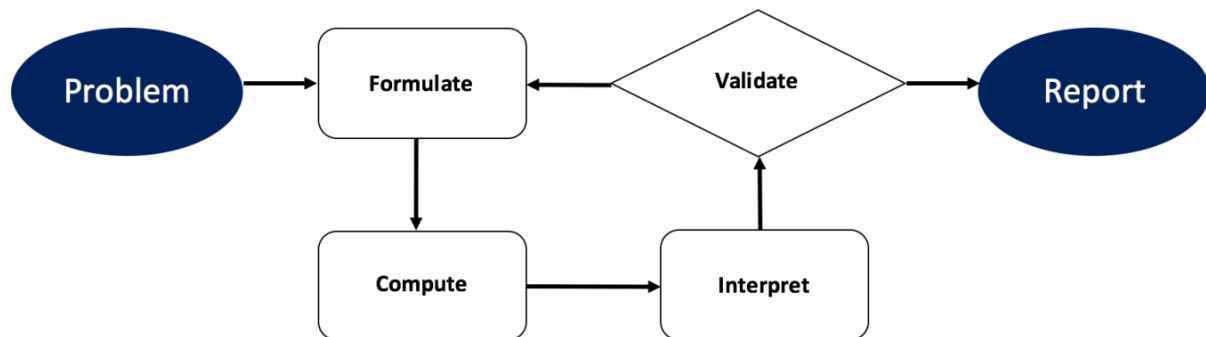 Problem
Formulate
Validate
Report
Compute
Interpret